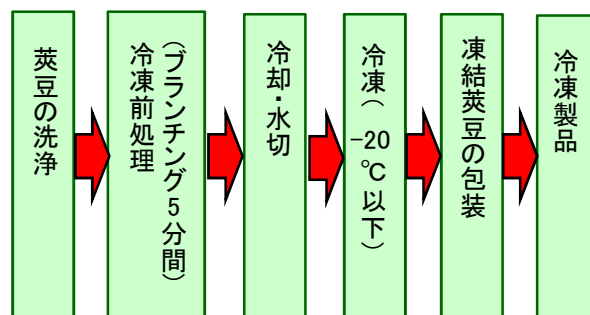 莢豆の洗浄
冷凍前処理
（ブランチング5分間）
冷却・水切
冷凍（-20℃以下）
凍結莢豆の包装
冷凍製品